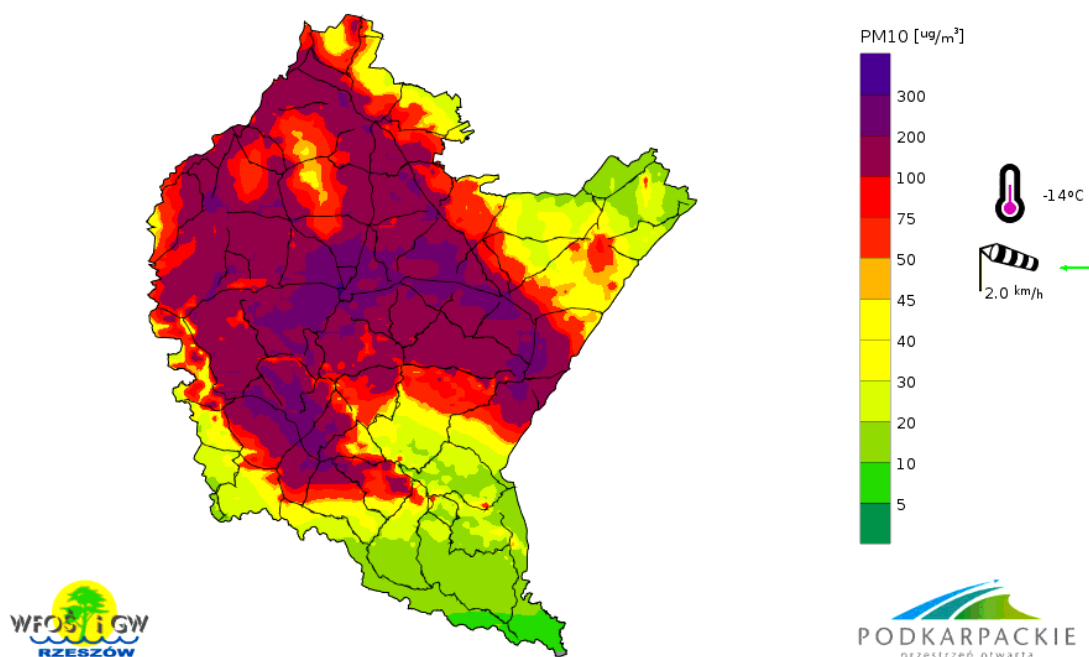 PM10 [ug/m³]
300
200
100
75
50
45
40
30
20
10
5
-14ºC
2.0 km/h
WFOŚ i GW
RZESZÓW
PODKARPACKIE
przestrzeń otwarta